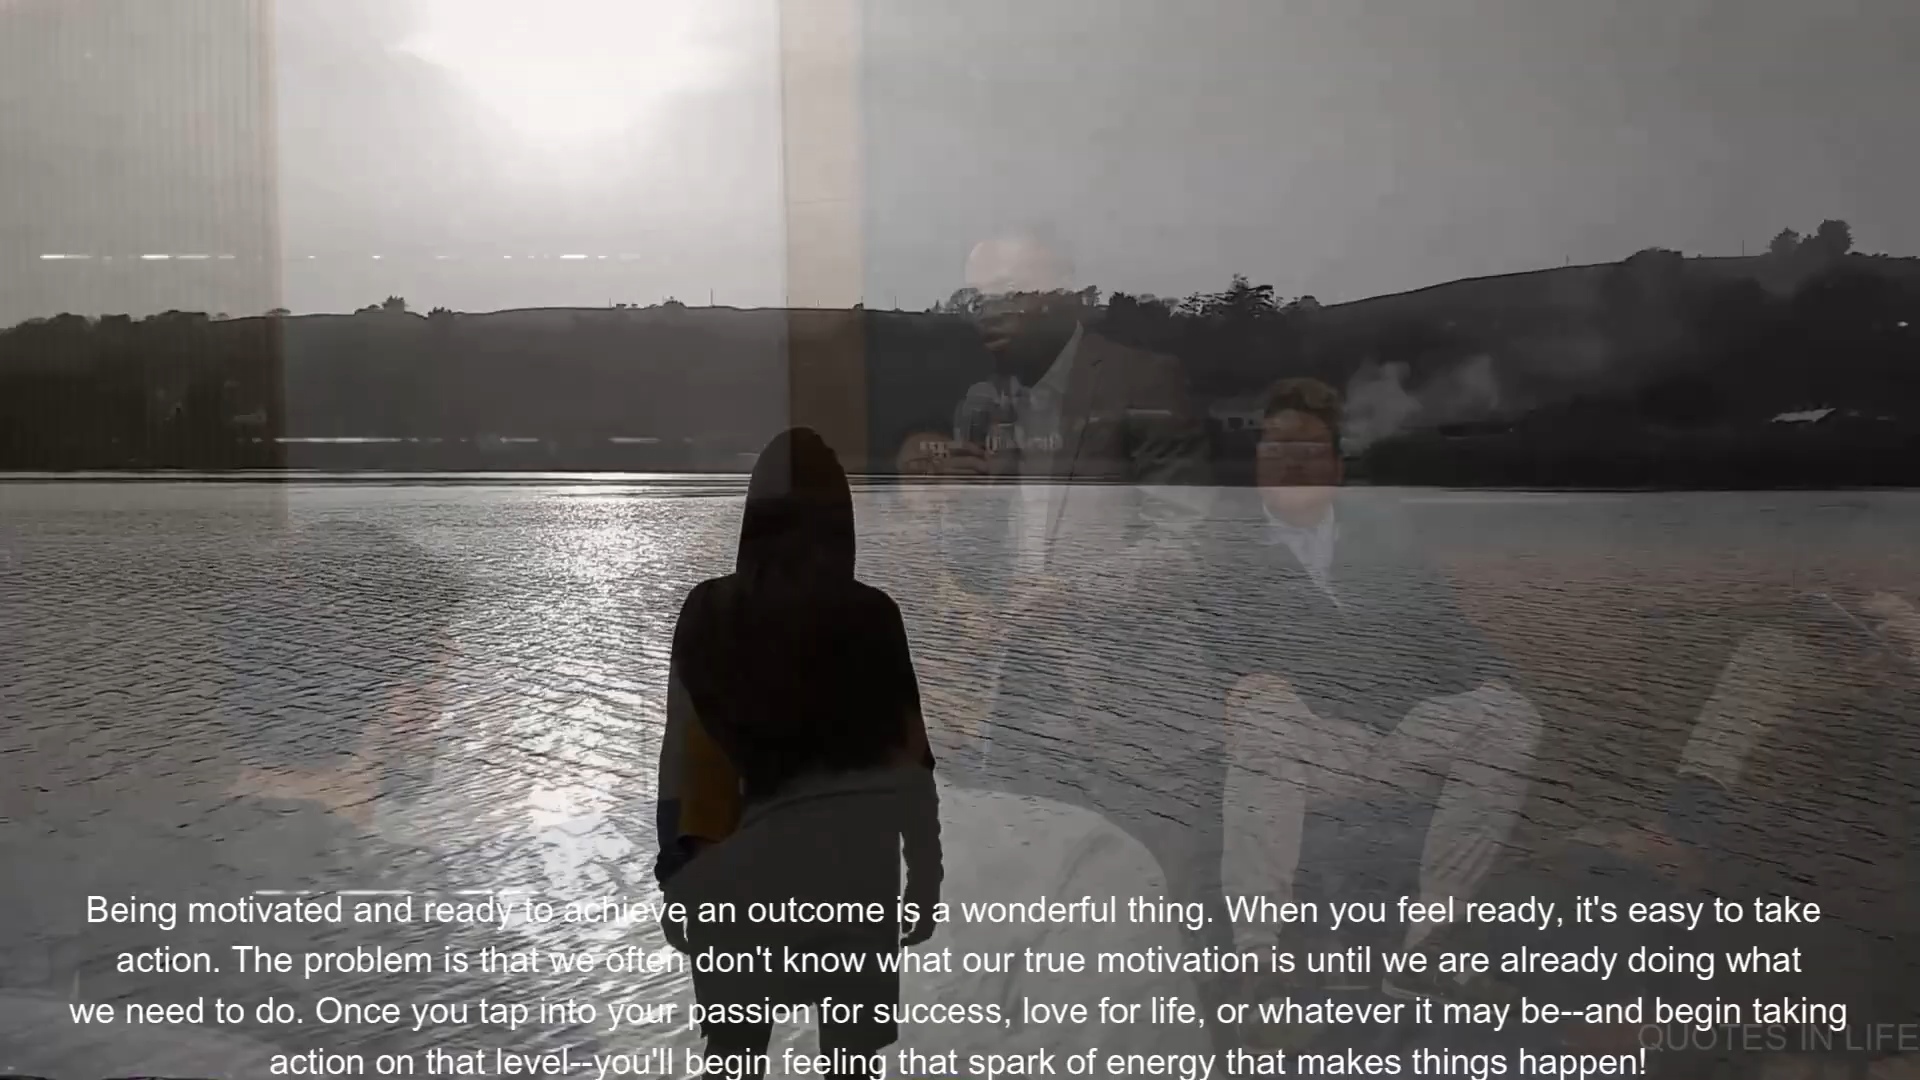 Being motivated and ready to achieve an outcome is a wonderful thing. When you feel ready, it's easy to take
action. The problem is that we often don't know what our true motivation is until we are already doing what
we need to do. Once you tap into your passion for success, love for life, or whatever it may be--and begin taking
action on that level--you'll begin feeling that spark of energy that makes things happen!
QUOTES IN LIFE